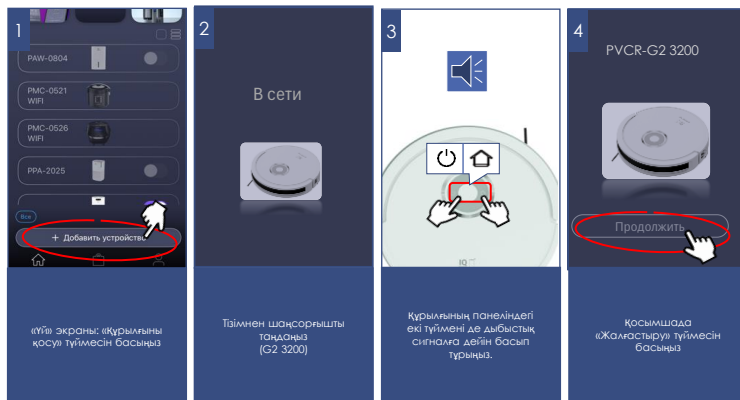 1
PAW-0804
PMC-0521
WIFI
PMC-0526
WIFI
PPA-2025
Все
+ Добавить устройство
«Үй» экраны: «Құрылғыны
қосу» түймесін басыңыз
2
В сети
Тізімнен шаңсорғышты
таңдаңыз
(G2 3200)
3
Құрылғының панеліндегі
екі түймені де дыбыстық
сигналға дейін басып
тұрыңыз.
4
PVCR-G2 3200
Продолжить
Қосымшада
«Жалғастыру» түймесін
басыңыз